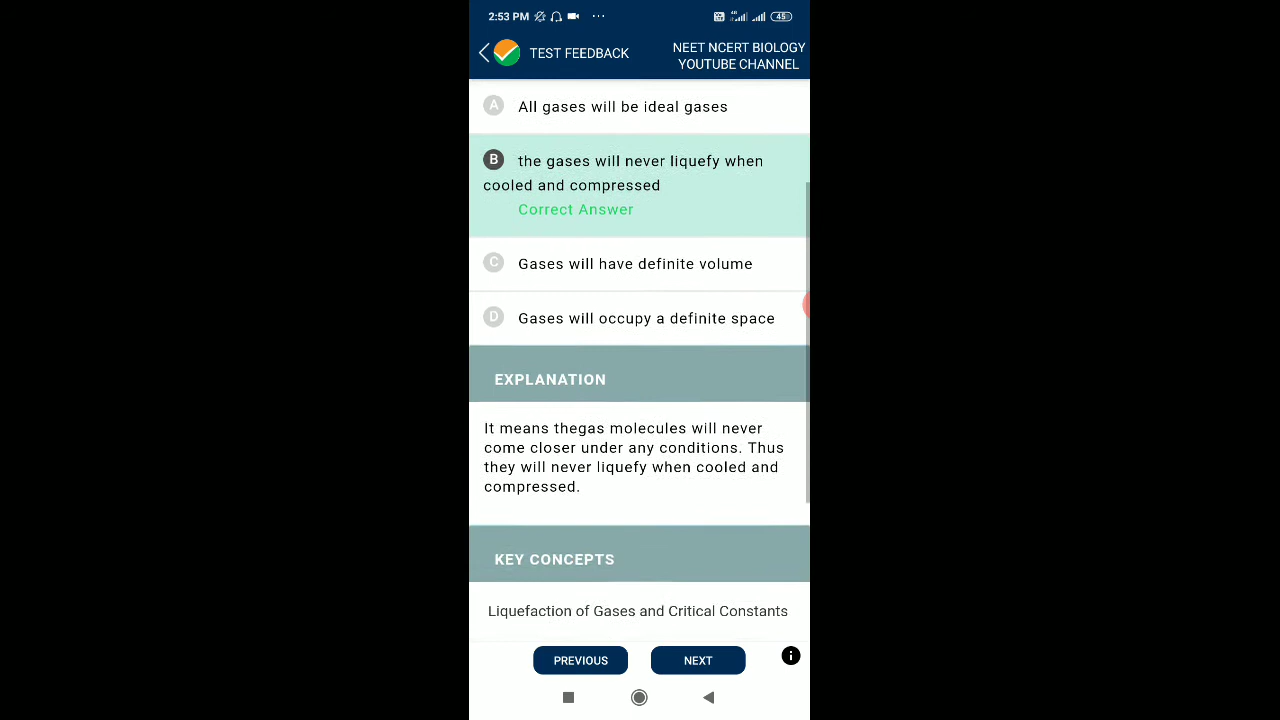 2:53 PM ...
4G 45
TEST FEEDBACK
NEET NCERT BIOLOGY
YOUTUBE CHANNEL
A All gases will be ideal gases
B the gases will never liquefy when
cooled and compressed
Correct Answer
C Gases will have definite volume
D Gases will occupy a definite space
EXPLANATION
It means thegas molecules will never
come closer under any conditions. Thus
they will never liquefy when cooled and
compressed.
KEY CONCEPTS
Liquefaction of Gases and Critical Constants
PREVIOUS
NEXT